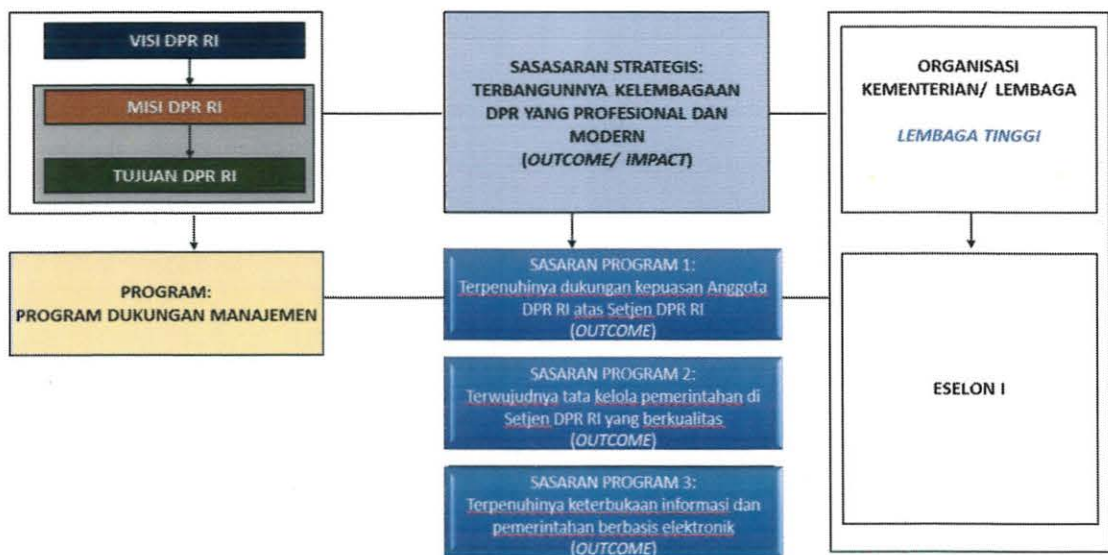 VISI DPR RI
MISI DPR RI
TUJUAN DPR RI
PROGRAM:
PROGRAM DUKUNGAN MANAJEMEN
SASASARAN STRATEGIS:
TERBANGUNNYA KELEMBAGAAN
DPR YANG PROFESIONAL DAN
MODERN
(OUTCOME/ IMPACT)
SASARAN PROGRAM 1:
Terpenuhinya dukungan kepuasan Anggota
DPR RI atas Setjen DPR RI
(OUTCOME)
SASARAN PROGRAM 2:
Terwujudnya tata kelola pemerintahan di
Setjen DPR RI yang berkualitas
(OUTCOME)
SASARAN PROGRAM 3:
Terpenuhinya keterbukaan informasi dan
pemerintahan berbasis elektronik
(OUTCOME)
ORGANISASI
KEMENTERIAN/ LEMBAGA
LEMBAGA TINGGI
ESELON I